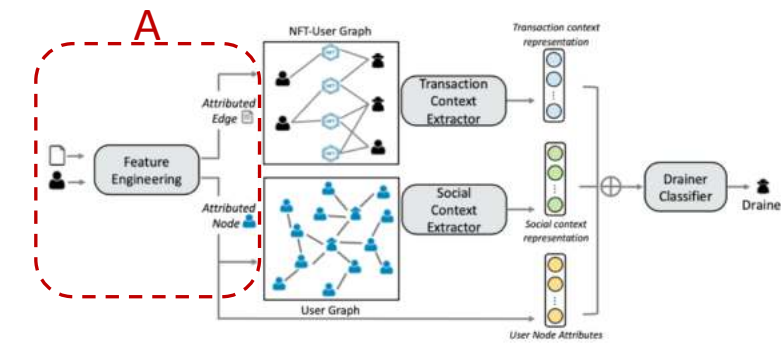 A
NFT-User Graph
Attributed
Edge
Feature
Engineering
Attributed
Node
Transaction
Context
Extractor
Transaction context
representation
Social
Context
Extractor
Social context
representation
User Graph
User Node Attributes
Drainer
Classifier
Draine